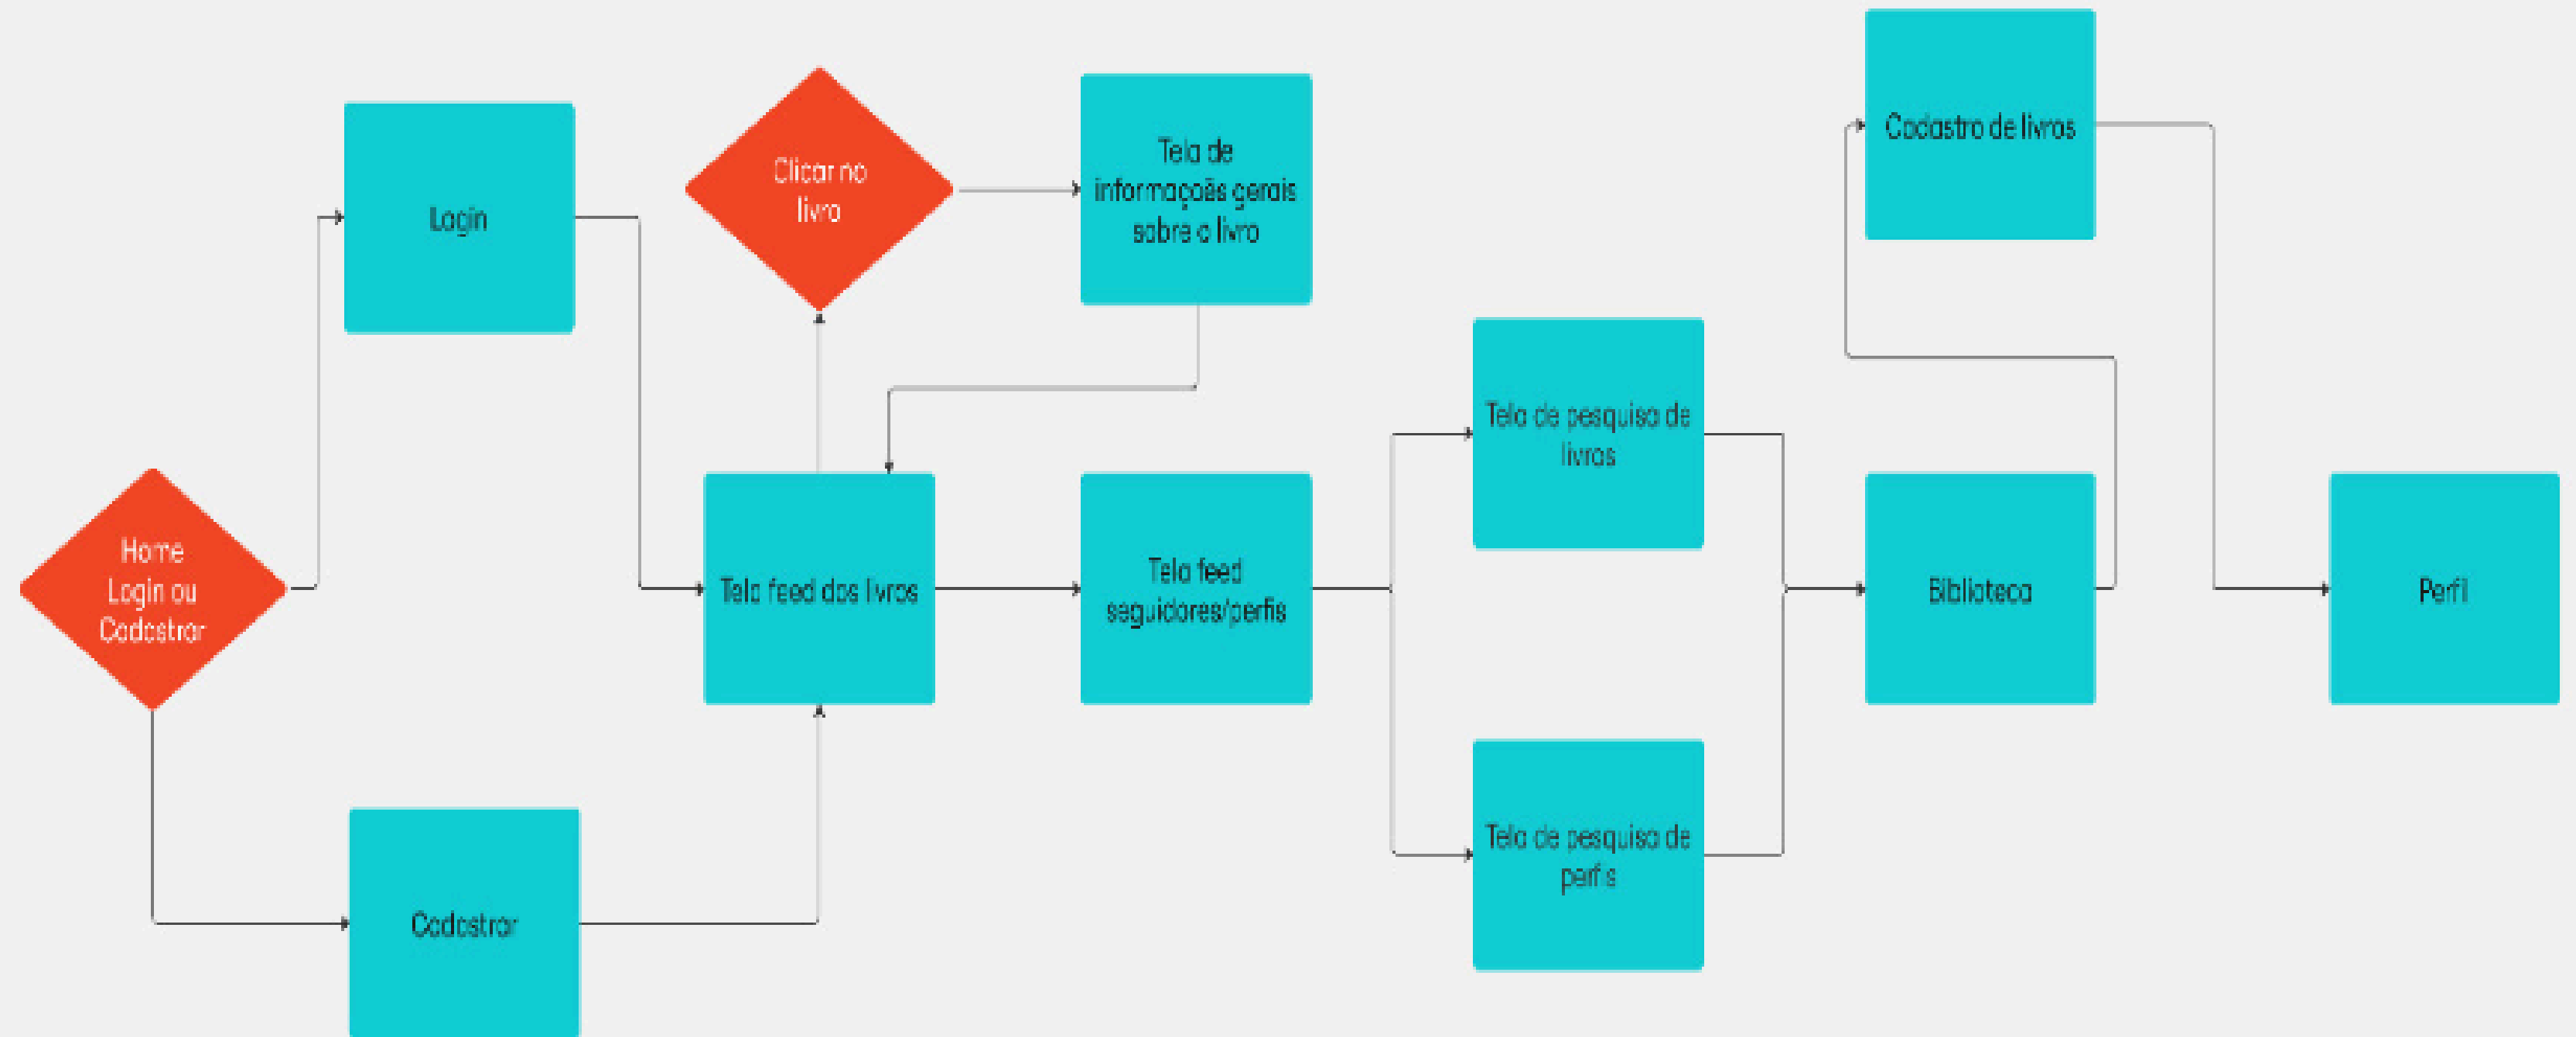 Home
Login ou
Cadastrar
Login
Cadastrar
Clicar no
livro
Tela feed dos livros
Tela de
informaçoẽs gerais
sobre o livro
Tela feed
seguidores/perfis
Tela de pesquisa de
livros
Tela de pesquisa de
perfis
Cadastro de livros
Biblioteca
Perfil